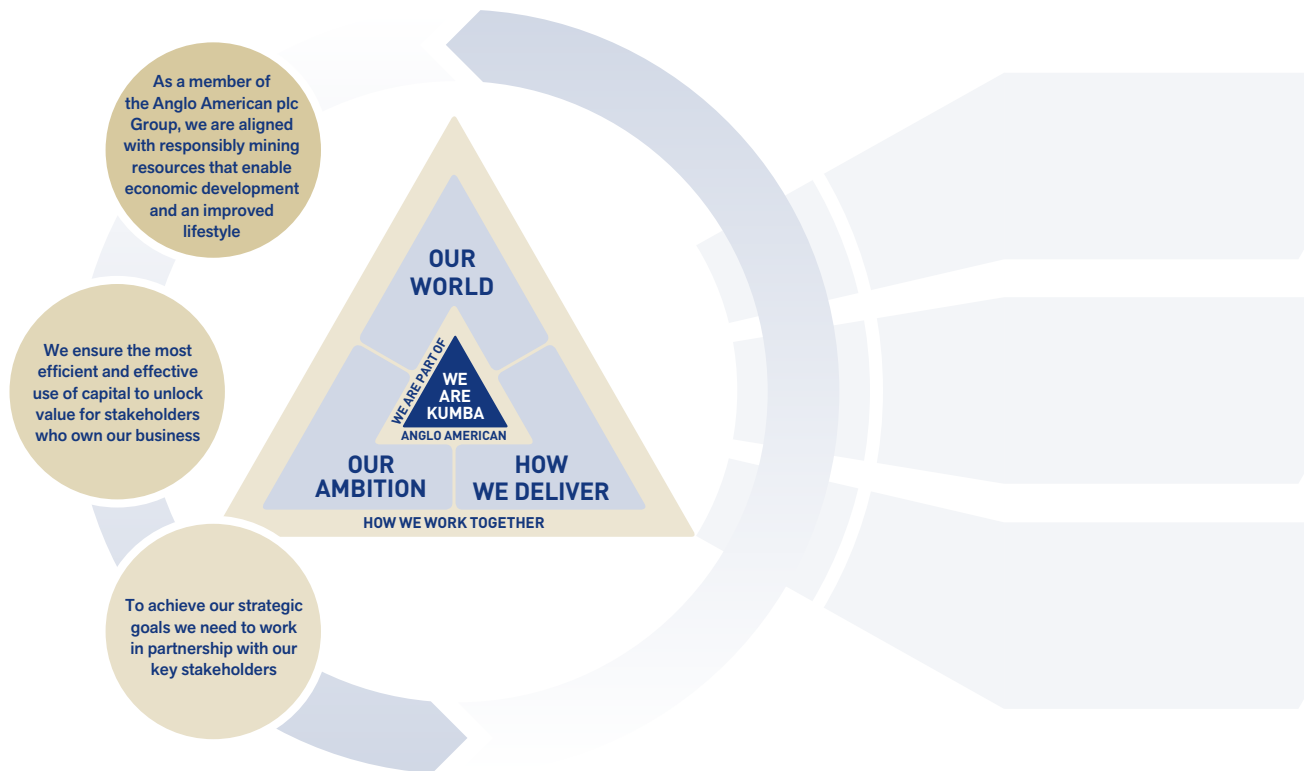 As a member of
the Anglo American plc
Group, we are aligned
with responsibly mining
resources that enable
economic development
and an improved
lifestyle
We ensure the most
efficient and effective
use of capital to unlock
value for stakeholders
who own our business
To achieve our strategic
goals we need to work
in partnership with our
key stakeholders
OUR
WORLD
WE ARE PART OF
WE
ARE
KUMBA
ANGLO AMERICAN
OUR
AMBITION
HOW
WE DELIVER
HOW WE WORK TOGETHER